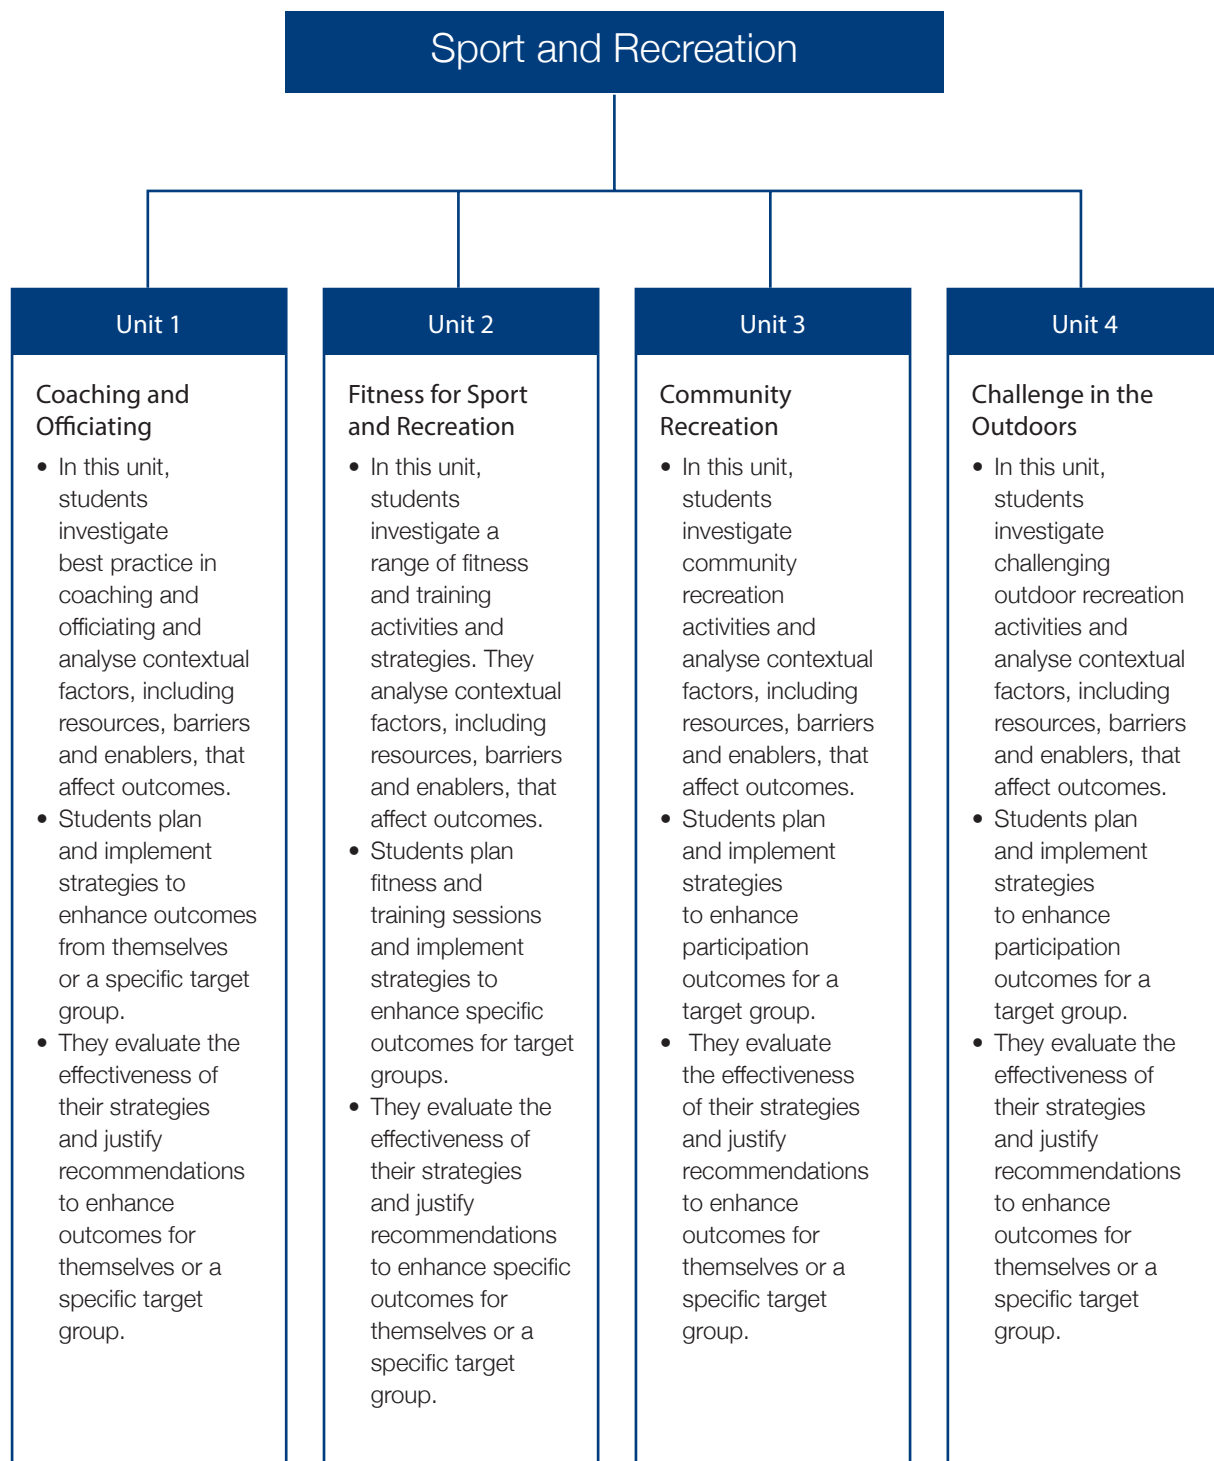 Sport and Recreation
Unit 1
Coaching and
Officiating
• In this unit,
students
investigate
best practice in
coaching and
officiating and
analyse contextual
factors, including
resources, barriers
and enablers, that
affect outcomes.
• Students plan
and implement
strategies to
enhance outcomes
from themselves
or a specific target
group.
• They evaluate the
effectiveness of
their strategies
and justify
recommendations
to enhance
outcomes for
themselves or a
specific target
group.
Unit 2
Fitness for Sport
and Recreation
• In this unit,
students
investigate a
range of fitness
and training
activities and
strategies. They
analyse contextual
factors, including
resources, barriers
and enablers, that
affect outcomes.
• Students plan
fitness and
training sessions
and implement
strategies to
enhance specific
outcomes for target
groups.
• They evaluate the
effectiveness of
their strategies
and justify
recommendations
to enhance specific
outcomes for
themselves or a
specific target
group.
Unit 3
Community
Recreation
• In this unit,
students
investigate
community
recreation
activities and
analyse contextual
factors, including
resources, barriers
and enablers, that
affect outcomes.
• Students plan
and implement
strategies
to enhance
participation
outcomes for a
target group.
• They evaluate
the effectiveness
of their strategies
and justify
recommendations
to enhance
outcomes for
themselves or a
specific target
group.
Unit 4
Challenge in the
Outdoors
• In this unit,
students
investigate
challenging
outdoor recreation
activities and
analyse contextual
factors, including
resources, barriers
and enablers, that
affect outcomes.
• Students plan
and implement
strategies
to enhance
participation
outcomes for a
target group.
• They evaluate the
effectiveness of
their strategies
and justify
recommendations
to enhance
outcomes for
themselves or a
specific target
group.